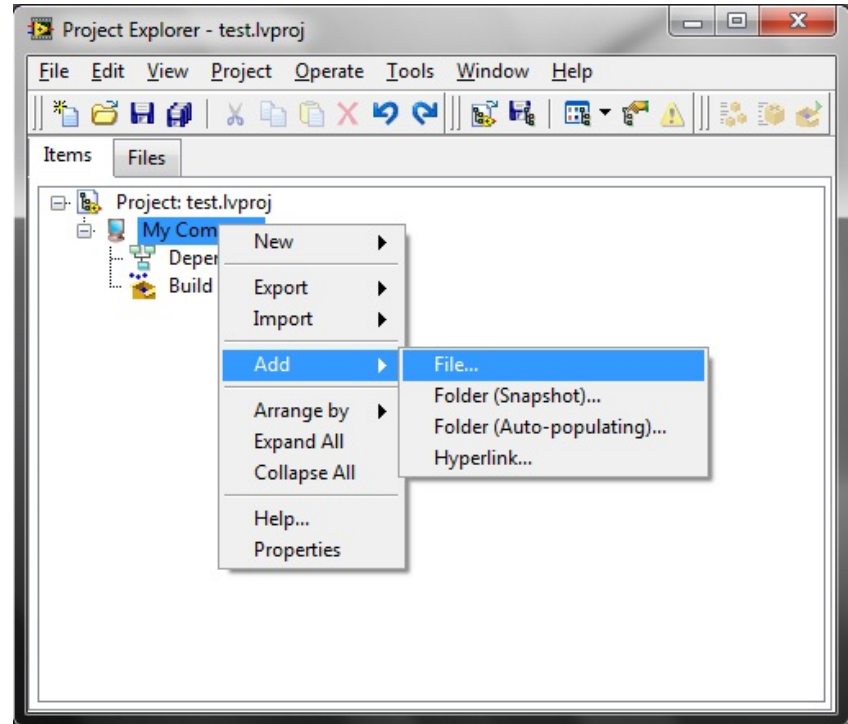 Project Explorer - test.lvproj
File Edit View Project Operate Tools Window Help
Items Files
Project: test.lvproj
My Com
Depen
Build
New
Export
Import
Add
Arrange by
Expand All
Collapse All
Help...
Properties
File...
Folder (Snapshot)...
Folder (Auto-populating)...
Hyperlink...